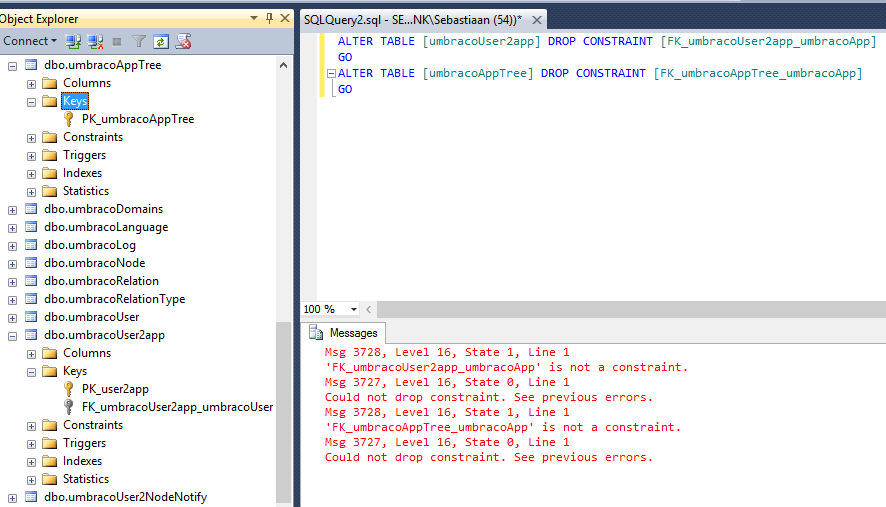 Object Explorer
Connect
dbo.umbracoAppTree
Columns
Keys
PK_umbracoAppTree
Constraints
Triggers
Indexes
Statistics
dbo.umbracoDomains
dbo.umbracoLanguage
dbo.umbracoLog
dbo.umbracoNode
dbo.umbracoRelation
dbo.umbracoRelationType
dbo.umbracoUser
dbo.umbracoUser2app
Columns
Keys
PK_user2app
FK_umbracoUser2app_umbracoUser
Constraints
Triggers
Indexes
Statistics
dbo.umbracoUser2NodeNotify
SQLQuery2.sql - SE...NK\Sebastiaan (54))*
ALTER TABLE [umbracoUser2app] DROP CONSTRAINT [FK_umbracoUser2app_umbracoApp]
GO
ALTER TABLE [umbracoAppTree] DROP CONSTRAINT [FK_umbracoAppTree_umbracoApp]
GO
100 %
Messages
Msg 3728, Level 16, State 1, Line 1
'FK_umbracoUser2app_umbracoApp' is not a constraint.
Msg 3727, Level 16, State 0, Line 1
Could not drop constraint. See previous errors.
Msg 3728, Level 16, State 1, Line 1
'FK_umbracoAppTree_umbracoApp' is not a constraint.
Msg 3727, Level 16, State 0, Line 1
Could not drop constraint. See previous errors.